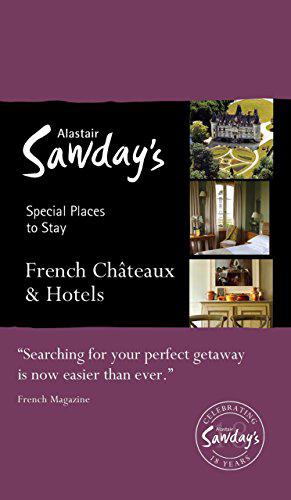 Alastair
Sawday's
Special Places
to Stay
French Châteaux
& Hotels
“Searching for your perfect getaway
is now easier than ever.”
French Magazine
CELEBRATING
18
Alastair
Sawday's
18 YEARS